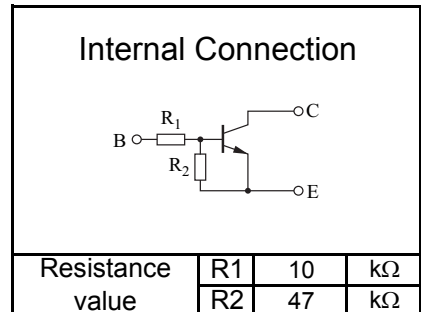 Internal Connection
C
R1
B
R2
E
Resistance R1 10 kΩ
value R2 47 kΩ